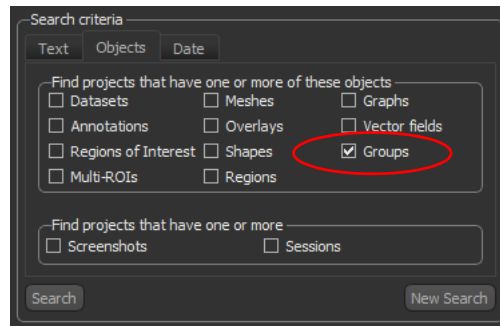 Search criteria
Text Objects Date
Find projects that have one or more of these objects
Datasets Meshes Graphs
Annotations Overlays Vector fields
Regions of Interest Shapes Groups
Multi-ROIs Regions
Find projects that have one or more
Screenshots Sessions
Search New Search